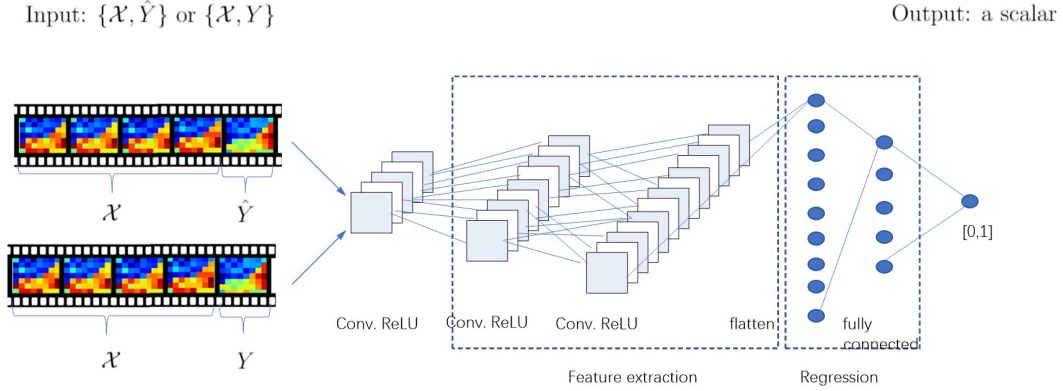 Input: {𝒳, Ŷ} or {𝒳, Y}
Output: a scalar
𝒳
Ŷ
[0,1]
𝒳
Y
Conv. ReLU
Conv. ReLU
Conv. ReLU
flatten
fully
connected
Feature extraction
Regression